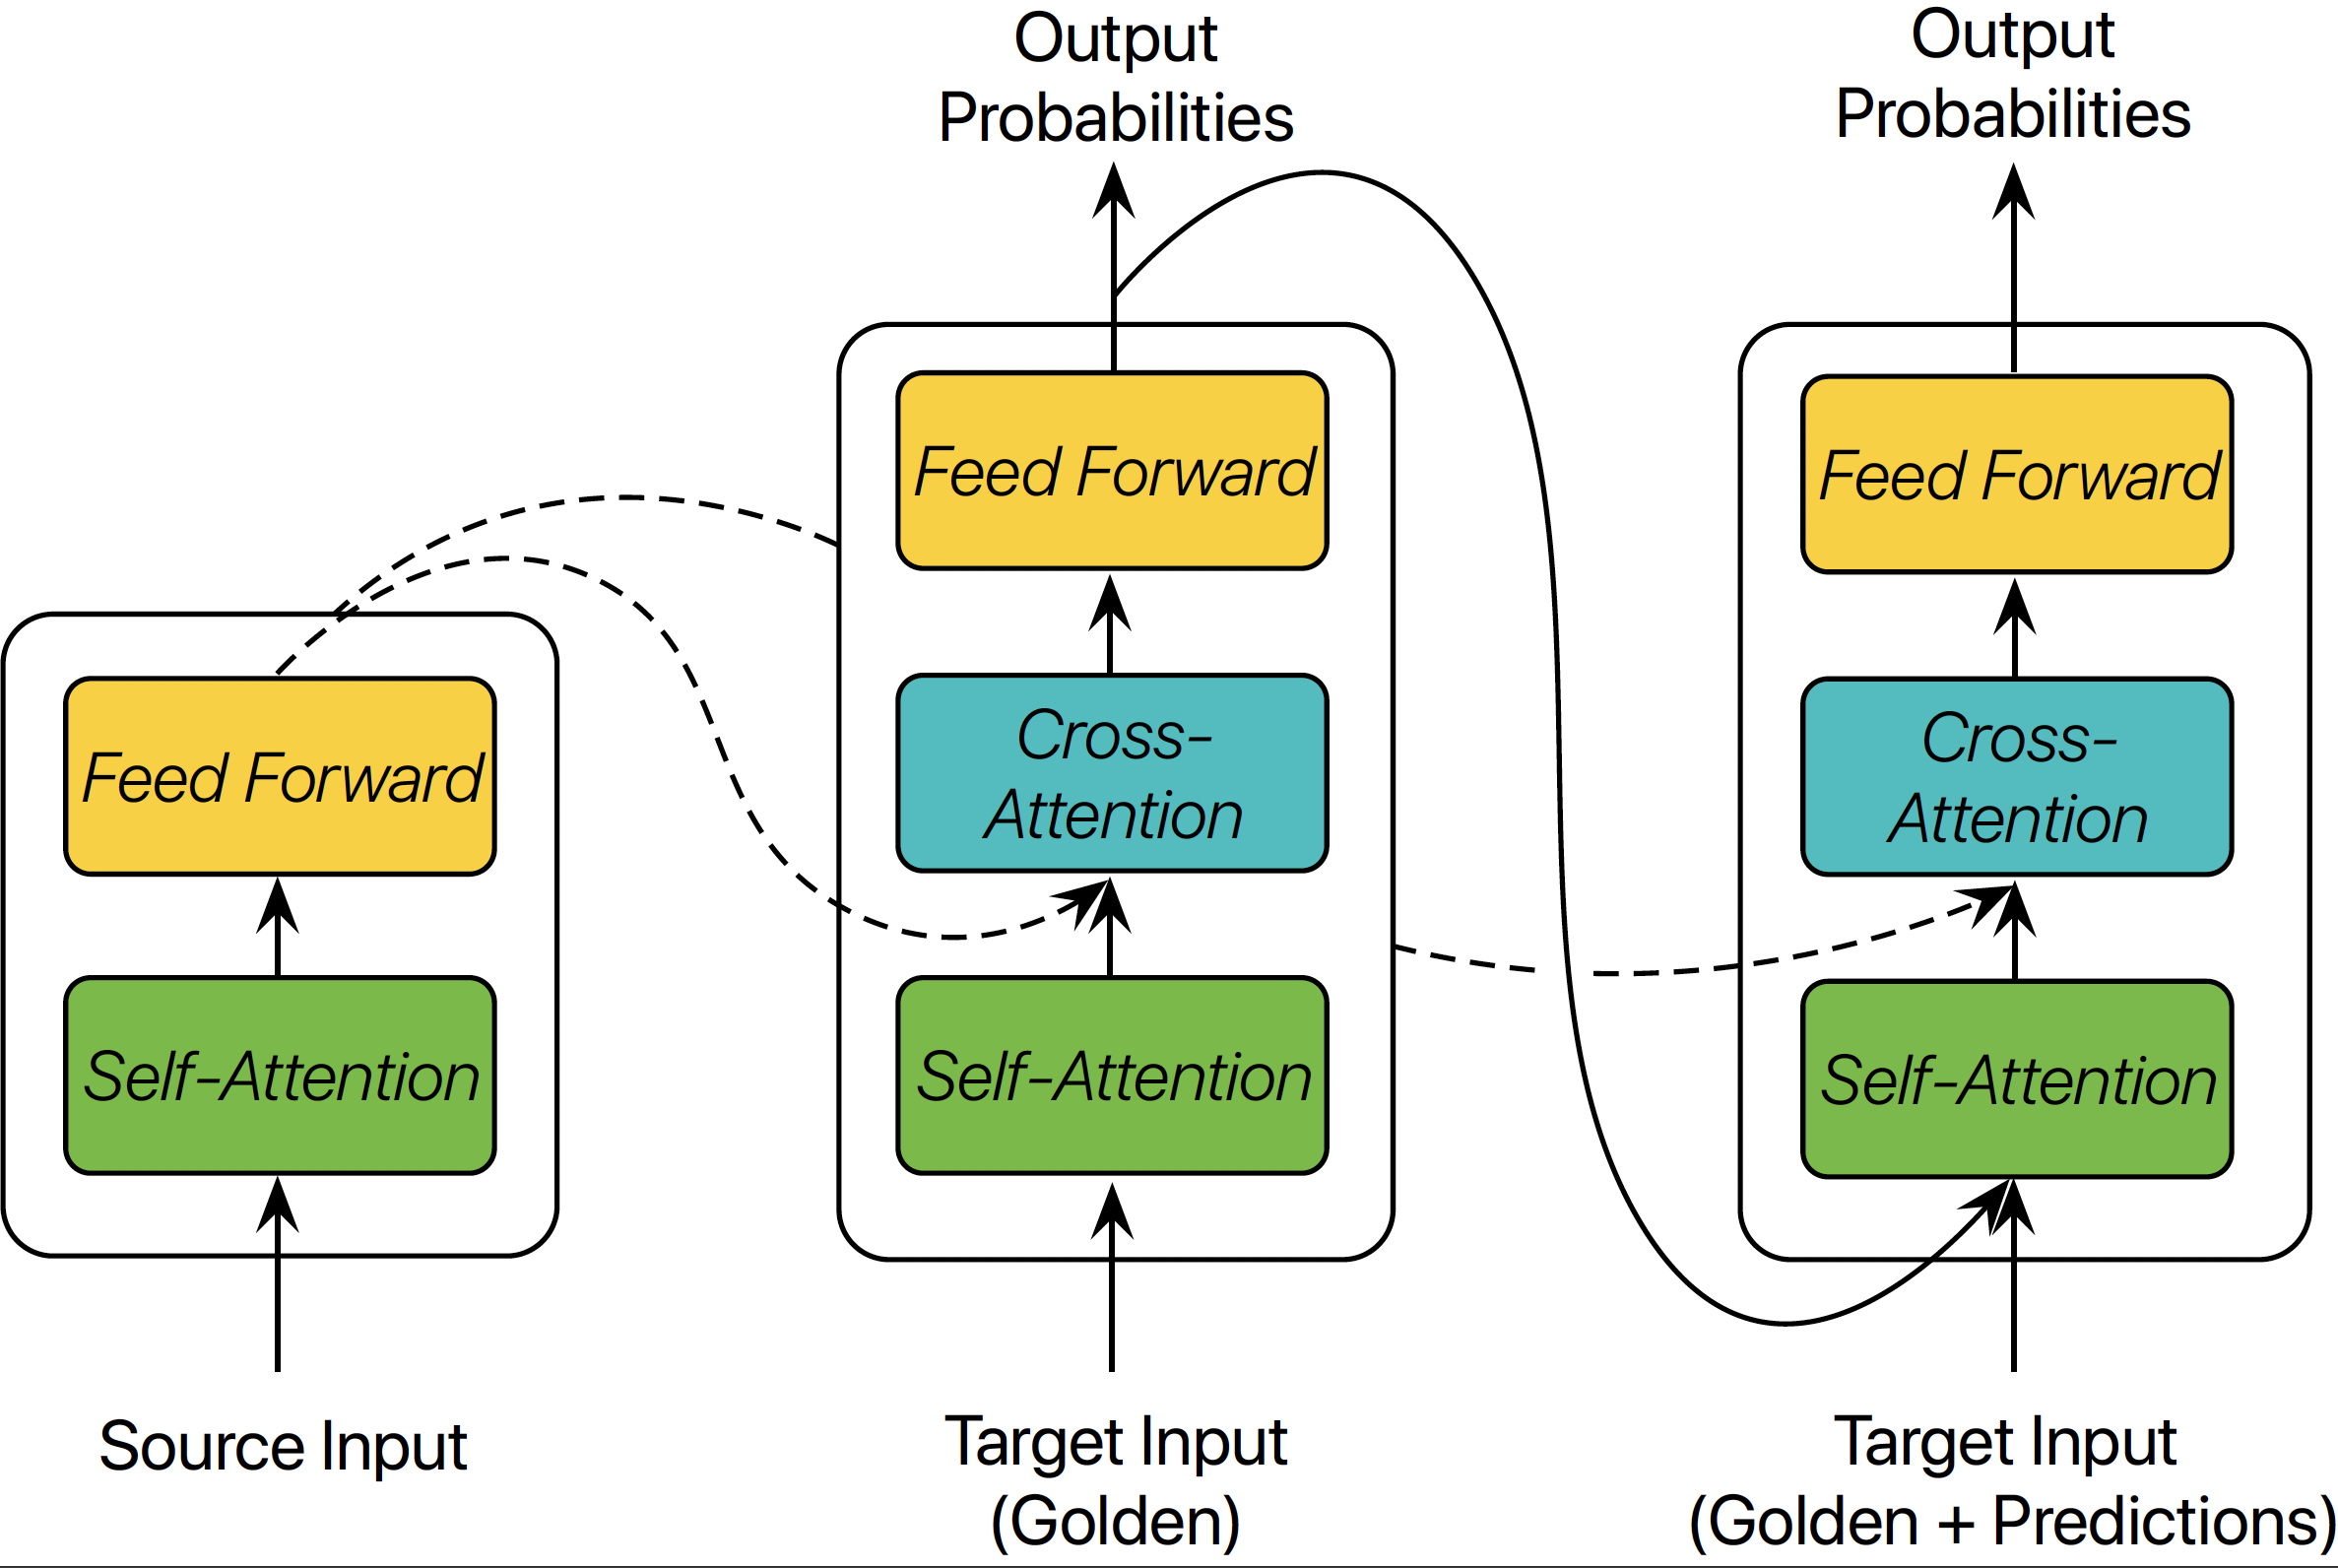 Feed Forward
Self-Attention
Source Input
Output
Probabilities
Feed Forward
Cross-
Attention
Self-Attention
Target Input
(Golden)
Output
Probabilities
Feed Forward
Cross-
Attention
Self-Attention
Target Input
(Golden + Predictions)